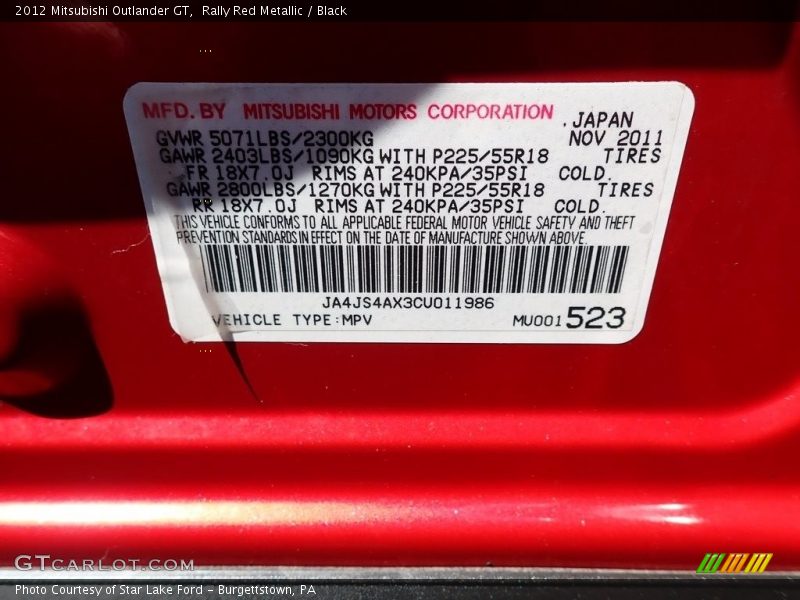 2012 Mitsubishi Outlander GT, Rally Red Metallic / Black
MFD. BY MITSUBISHI MOTORS CORPORATION , JAPAN
GVWR 5071LBS/2300KG NOV 2011
GAWR 2403LBS/1090KG WITH P225/55R18 TIRES
FR 18X7.0J RIMS AT 240KPA/35PSI COLD.
GAWR 2800LBS/1270KG WITH P225/55R18 TIRES
RR 18X7.0J RIMS AT 240KPA/35PSI COLD.
THIS VEHICLE CONFORMS TO ALL APPLICABLE FEDERAL MOTOR VEHICLE SAFETY AND THEFT
PREVENTION STANDARDS IN EFFECT ON THE DATE OF MANUFACTURE SHOWN ABOVE.
JA4JS4AX3CU011986
VEHICLE TYPE:MPV MU001 523
GTCARLOT.COM
Photo Courtesy of Star Lake Ford - Burgettstown, PA